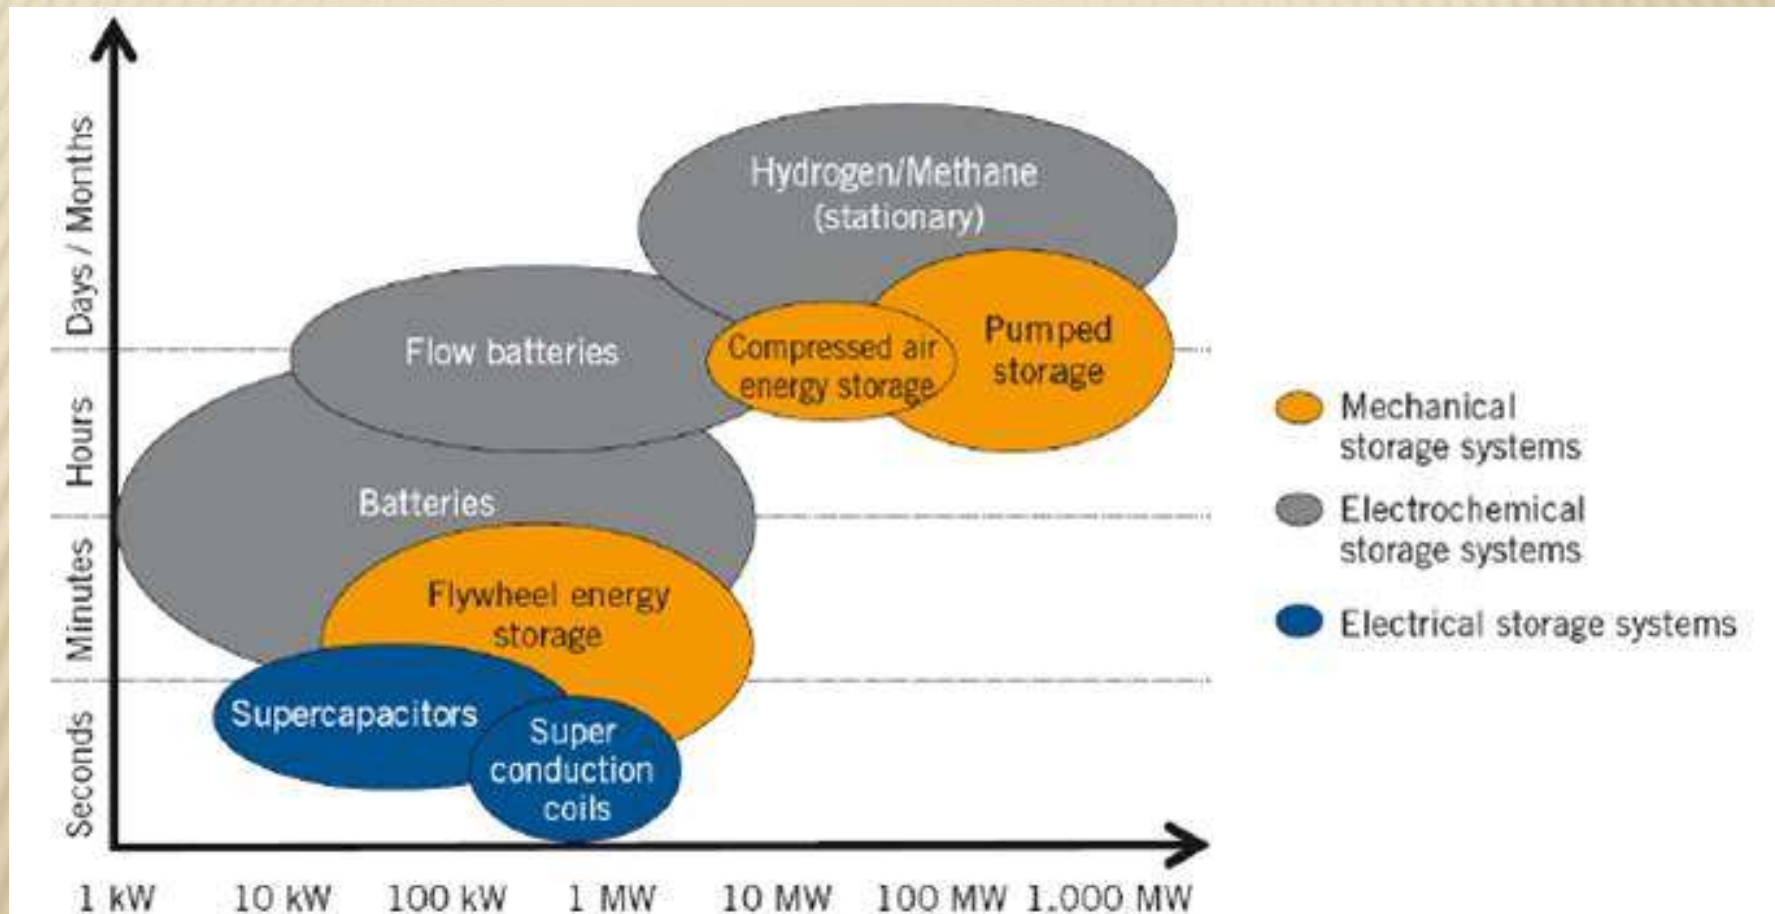 Days / Months
Hours
Minutes
Seconds
Hydrogen/Methane
(stationary)
Flow batteries
Compressed air
energy storage
Pumped
storage
Batteries
Flywheel energy
storage
Supercapacitors
Super
conduction
coils
1 kW 10 kW 100 kW 1 MW 10 MW 100 MW 1.000 MW
Mechanical
storage systems
Electrochemical
storage systems
Electrical storage systems